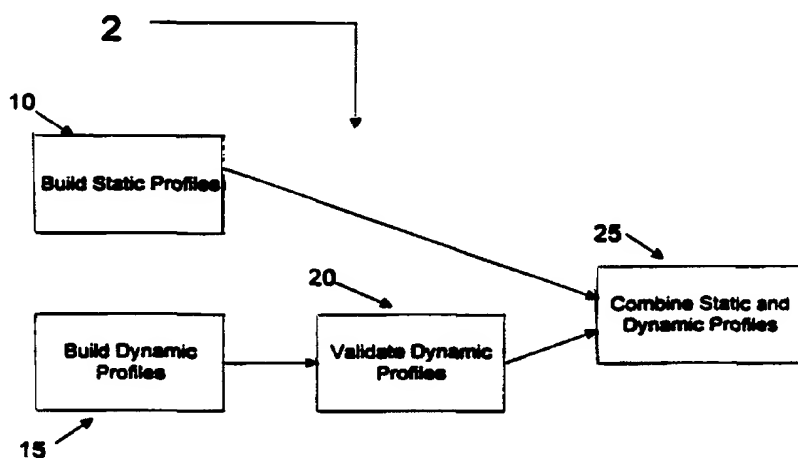 2
10
Build Static Profiles
25
Combine Static and
Dynamic Profiles
20
Build Dynamic
Profiles
Validate Dynamic
Profiles
15